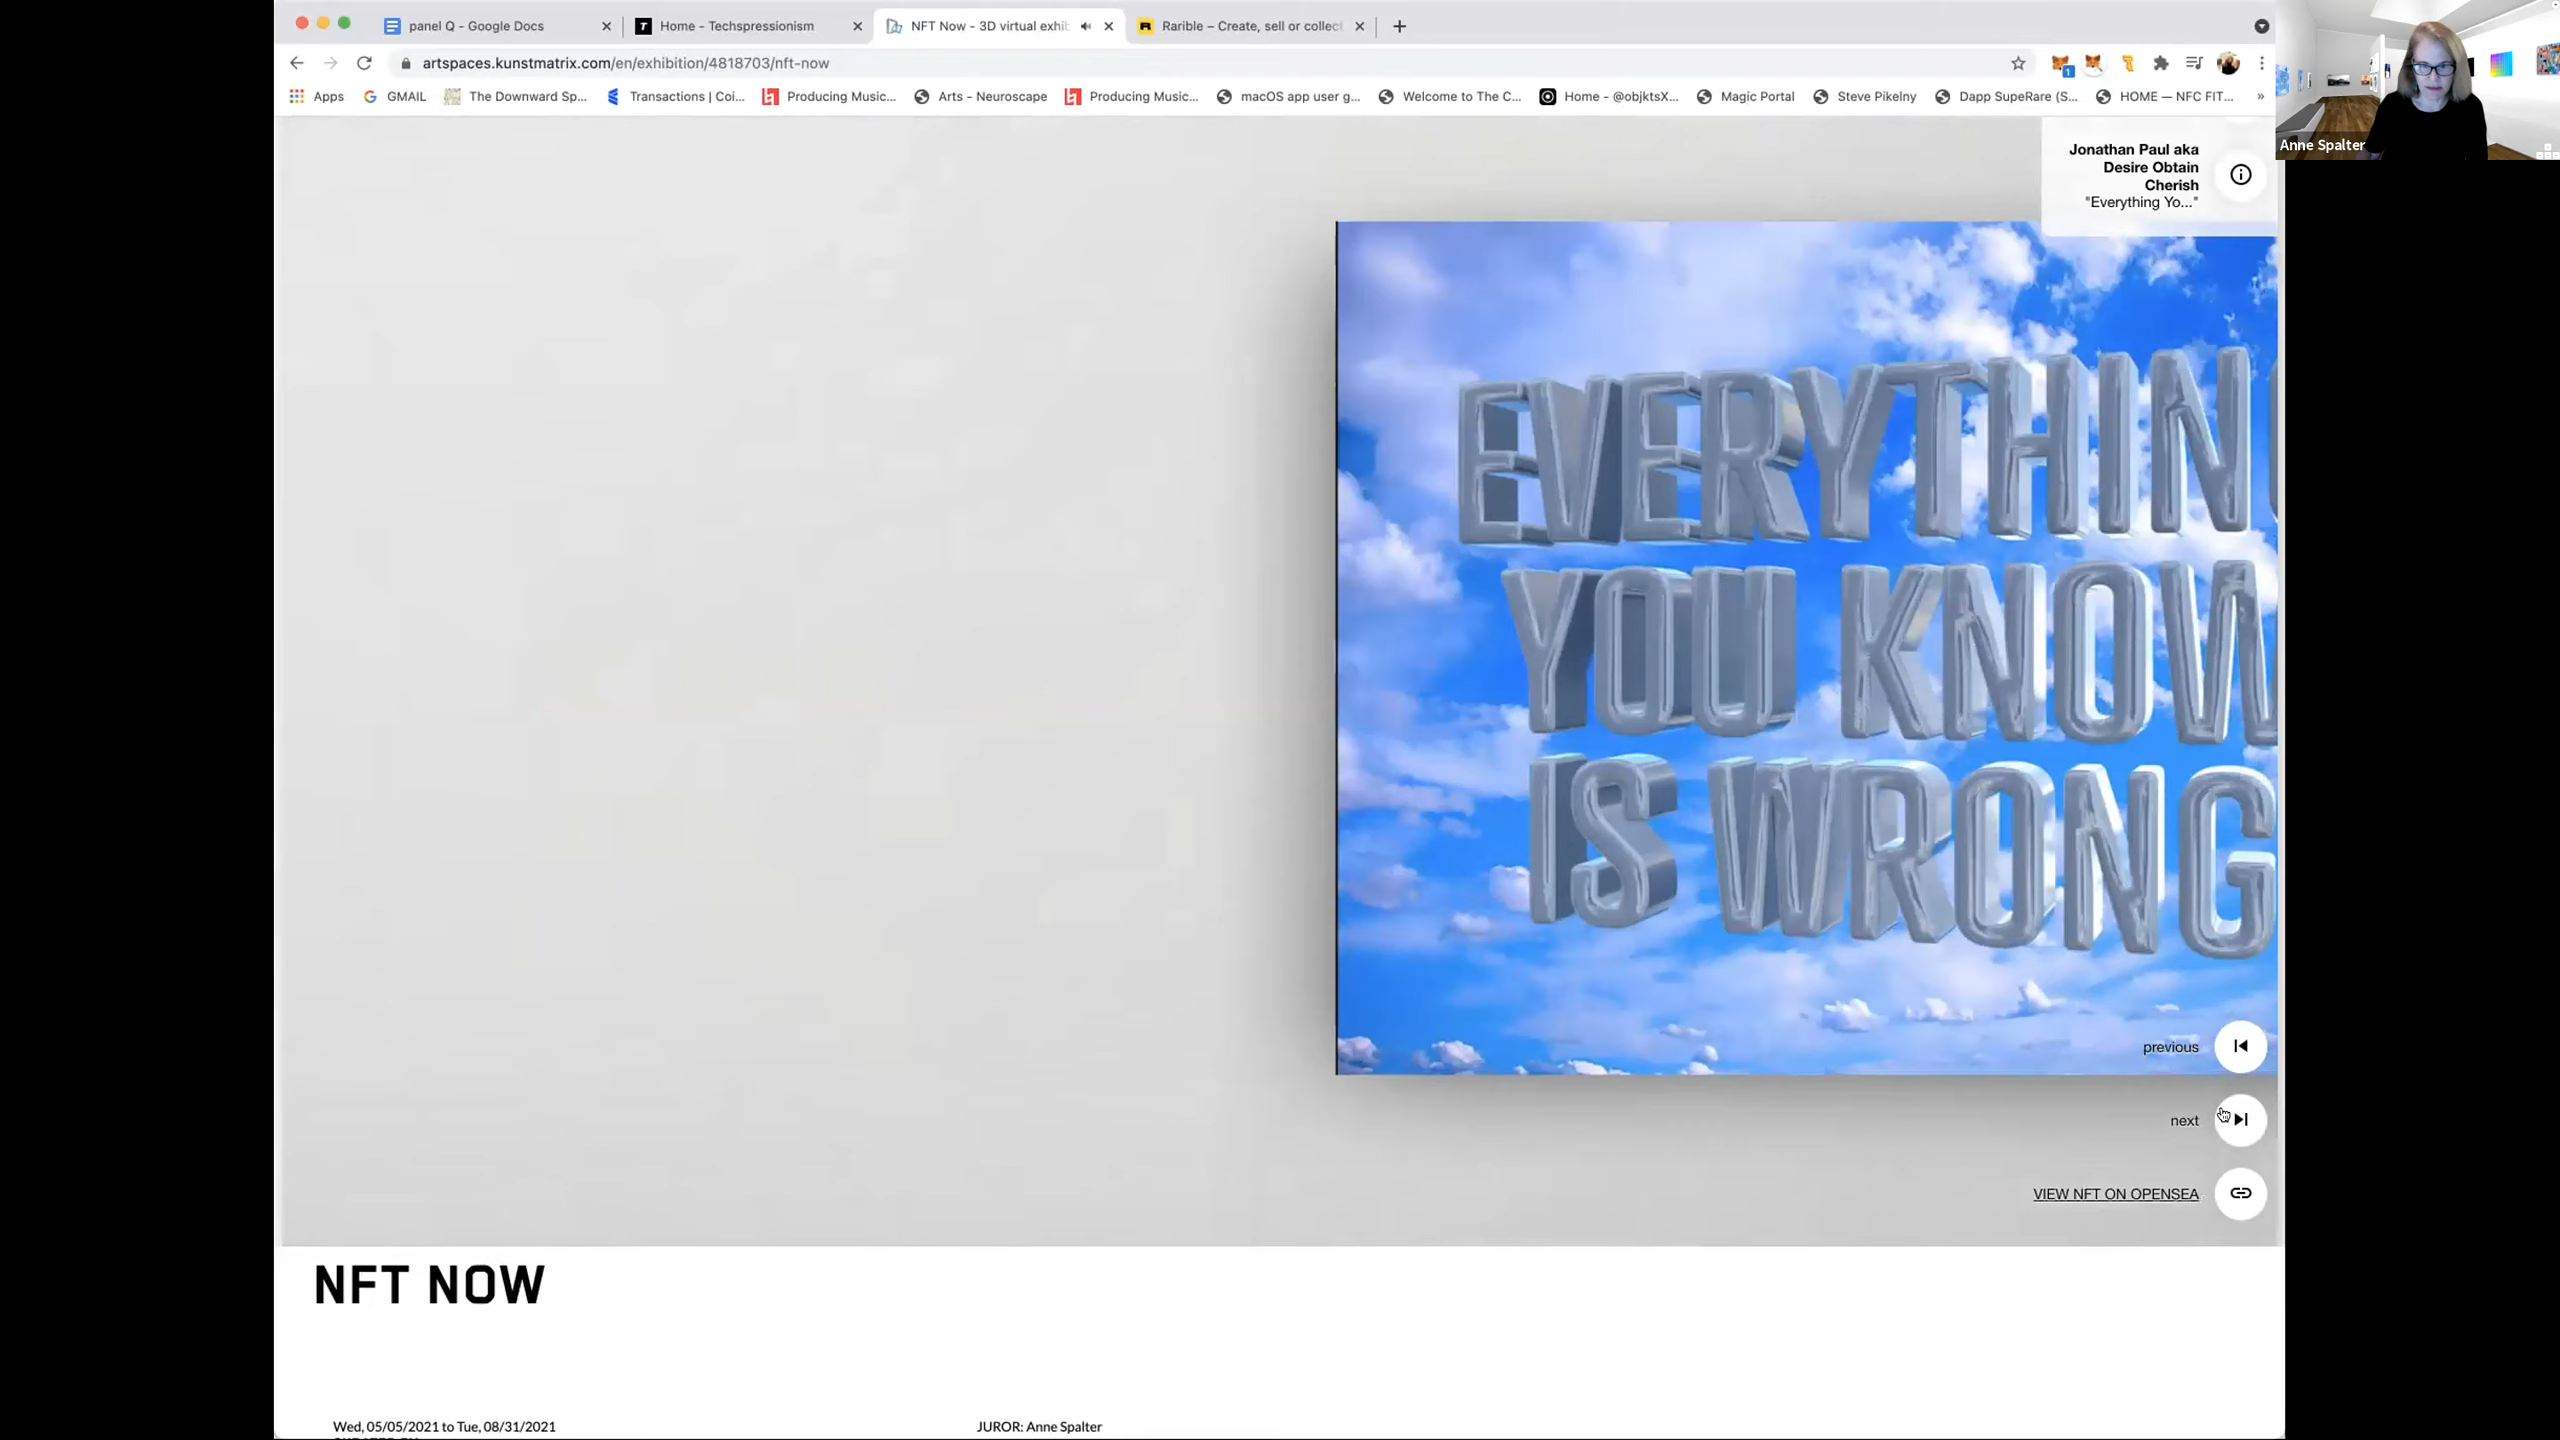 panel Q - Google Docs
Home - Techspressionism
NFT Now - 3D virtual exhib
Rarible – Create, sell or collect
artspaces.kunstmatrix.com/en/exhibition/4818703/nft-now
1
Apps
GMAIL
The Downward Sp...
Transactions | Coi...
Producing Music...
Arts - Neuroscape
Producing Music...
macOS app user g...
Welcome to The C...
Home - @objktsX...
Magic Portal
Steve Pikelny
Dapp SupeRare (S...
HOME — NFC FIT...
»
Anne Spalter
Jonathan Paul aka
Desire Obtain
Cherish
"Everything Yo..."
EVERYTHING
YOU KNOW
IS WRONG
previous
next
VIEW NFT ON OPENSEA
NFT NOW
Wed, 05/05/2021 to Tue, 08/31/2021
JUROR: Anne Spalter